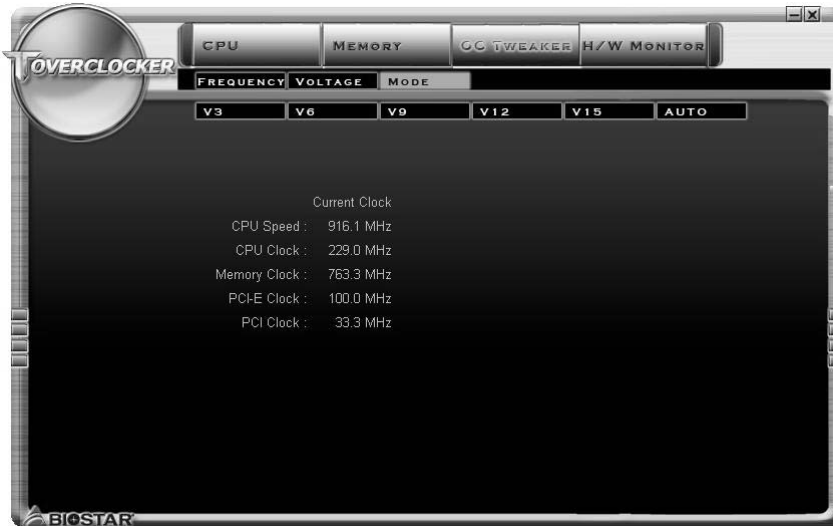 TOVERCLOCKER
CPU MEMORY OC TWEAKER H/W MONITOR
FREQUENCY VOLTAGE MODE
V3 V6 V9 V12 V15 AUTO
Current Clock
CPU Speed : 916.1 MHz
CPU Clock : 229.0 MHz
Memory Clock : 763.3 MHz
PCI-E Clock : 100.0 MHz
PCI Clock : 33.3 MHz
BIOSTAR